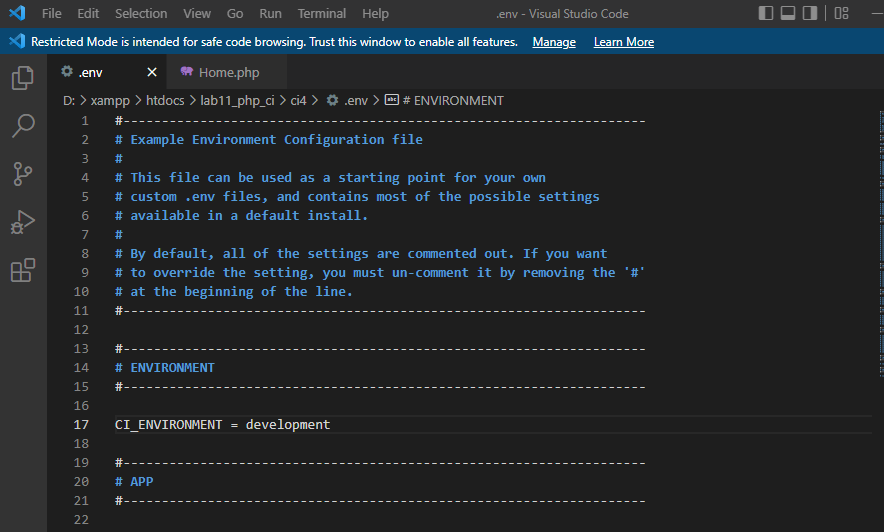 File Edit Selection View Go Run Terminal Help .env - Visual Studio Code
Restricted Mode is intended for safe code browsing. Trust this window to enable all features. Manage Learn More
.env Home.php
D: > xampp > htdocs > lab11_php_ci > ci4 > .env > abc # ENVIRONMENT
1 #---------------------------------------------------------------------
2 # Example Environment Configuration file
3 #
4 # This file can be used as a starting point for your own
5 # custom .env files, and contains most of the possible settings
6 # available in a default install.
7 #
8 # By default, all of the settings are commented out. If you want
9 # to override the setting, you must un-comment it by removing the '#'
10 # at the beginning of the line.
11 #---------------------------------------------------------------------
12
13 #---------------------------------------------------------------------
14 # ENVIRONMENT
15 #---------------------------------------------------------------------
16
17 CI_ENVIRONMENT = development
18
19 #---------------------------------------------------------------------
20 # APP
21 #---------------------------------------------------------------------
22